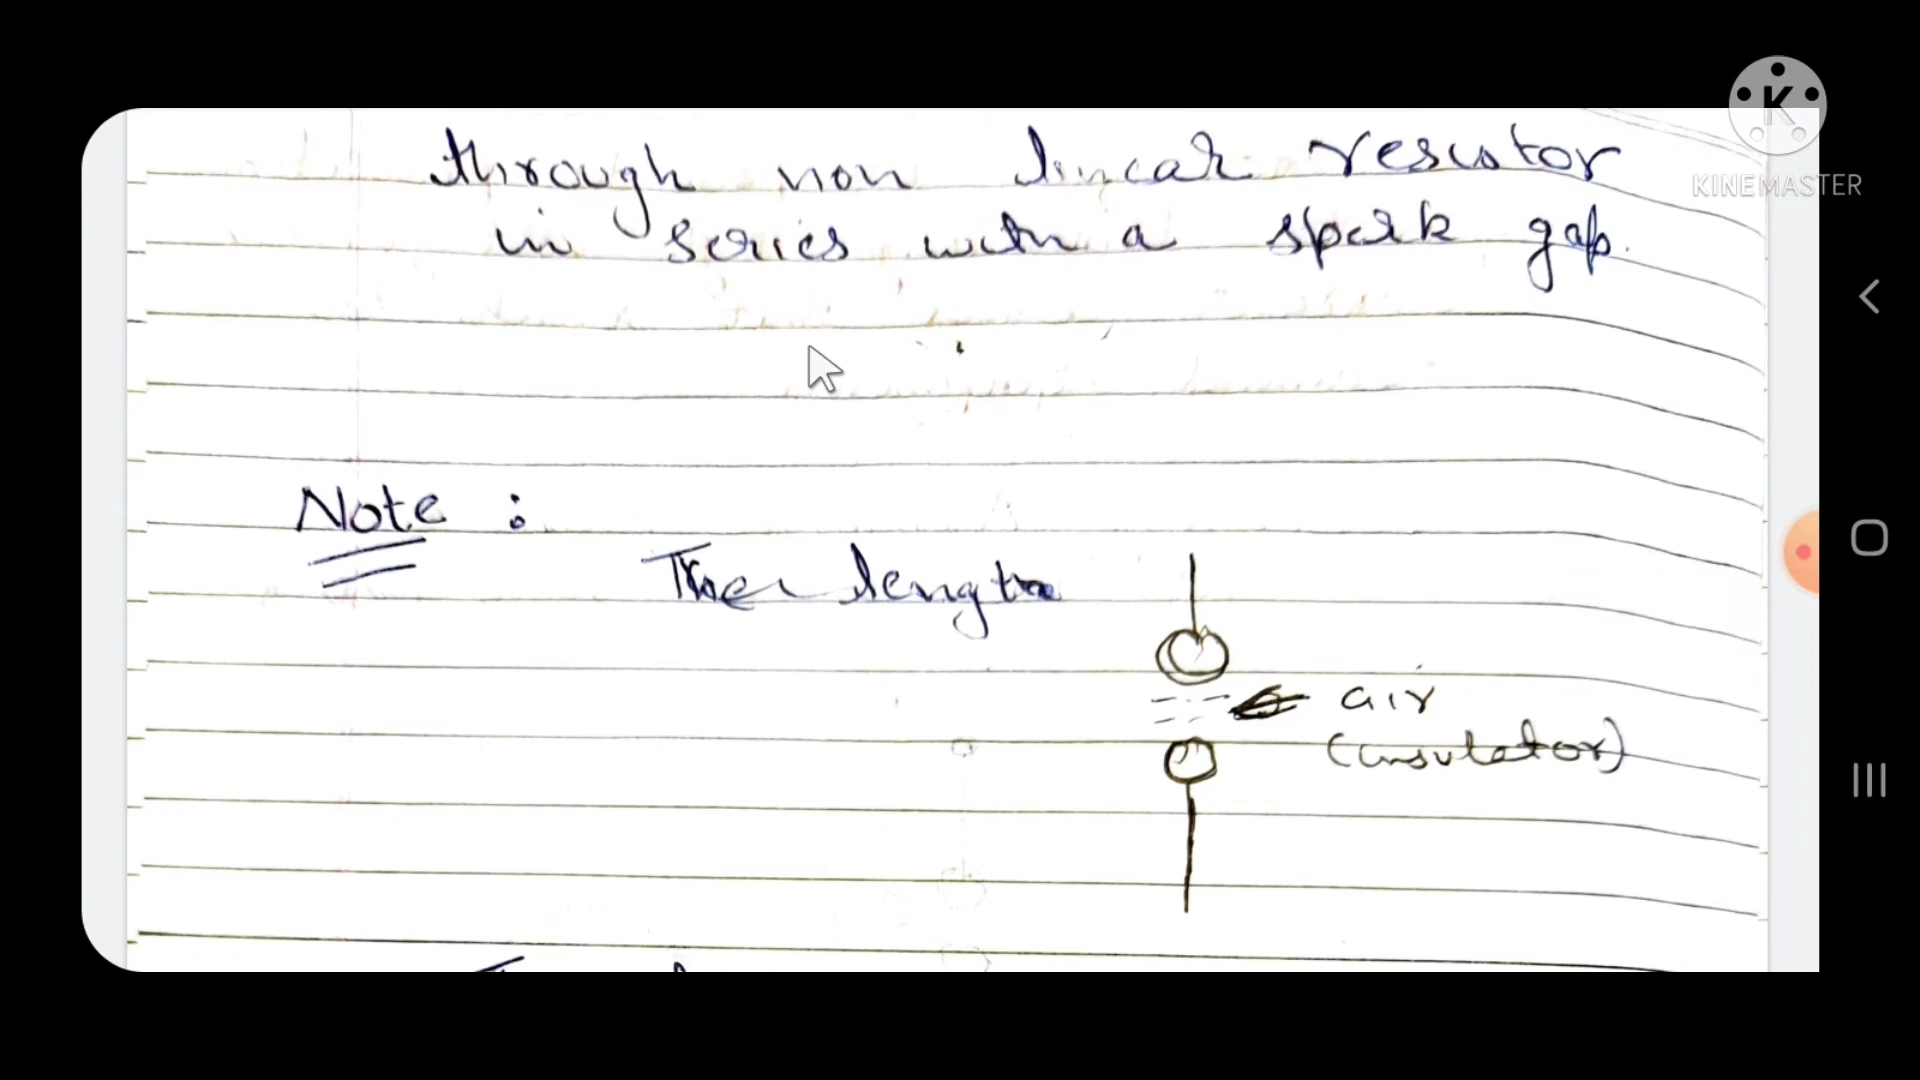 through non linear resistor
in series with a spark gap.
KINEMASTER
Note :
The length
air
(insulator)